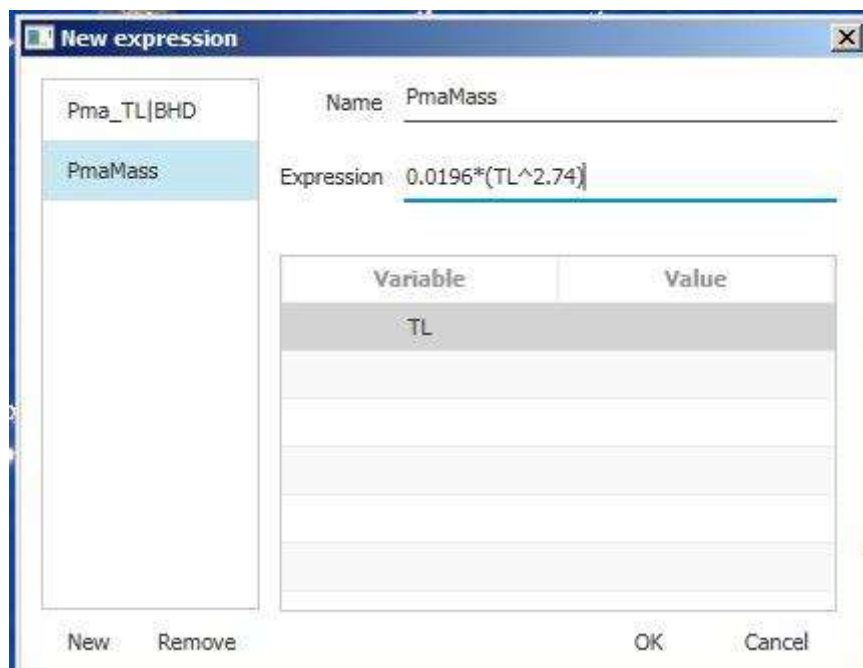 New expression
Pma_TL|BHD
PmaMass
Name PmaMass
Expression 0.0196*(TL^2.74)
Variable Value
TL
New Remove OK Cancel